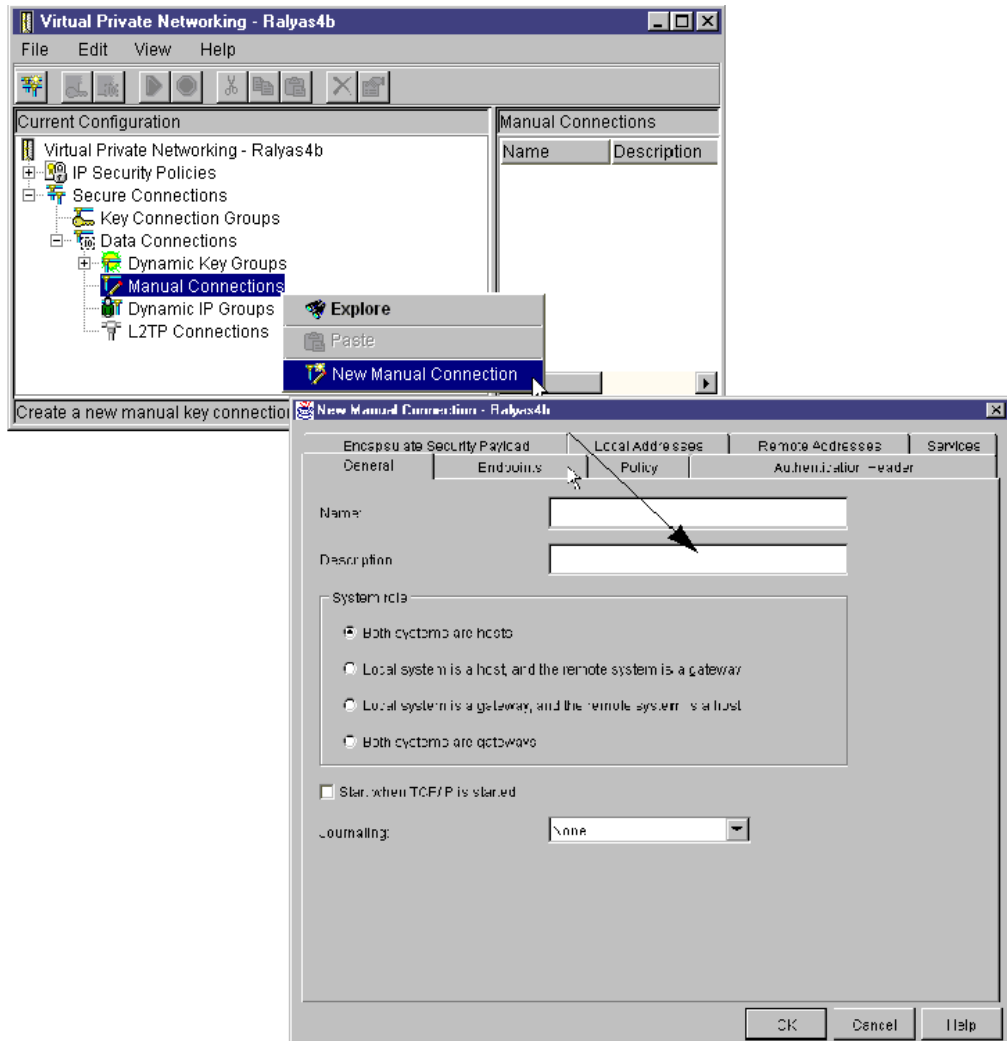 Virtual Private Networking - Ralyas4b
File Edit View Help
Current Configuration
Manual Connections
Name Description
Virtual Private Networking - Ralyas4b
IP Security Policies
Secure Connections
Key Connection Groups
Data Connections
Dynamic Key Groups
Manual Connections
Dynamic IP Groups
L2TP Connections
Explore
Paste
New Manual Connection
Create a new manual key connection
New Manual Connection - Ralyas4b
Encapsulate Security Payload Local Addresses Remote Addresses Services
General Endpoints Policy Authentication Header
Name:
Description
System role
Both systems are hosts
Local system is a host, and the remote system is a gateway
Local system is a gateway, and the remote system is a host
Both systems are gateways
Start when TCP/IP is started
Journaling: None
OK Cancel Help